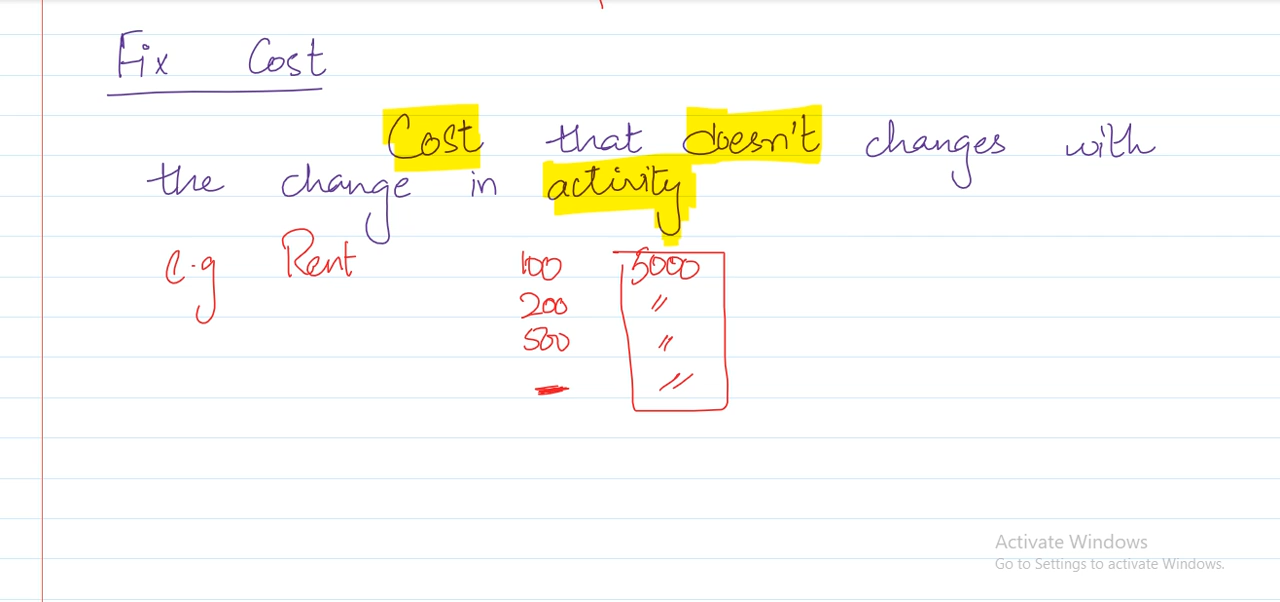 Fix Cost
Cost that doesn't changes with
the change in activity
e.g Rent 100 5000
200 〃
500 〃
- 〃
Activate Windows
Go to Settings to activate Windows.